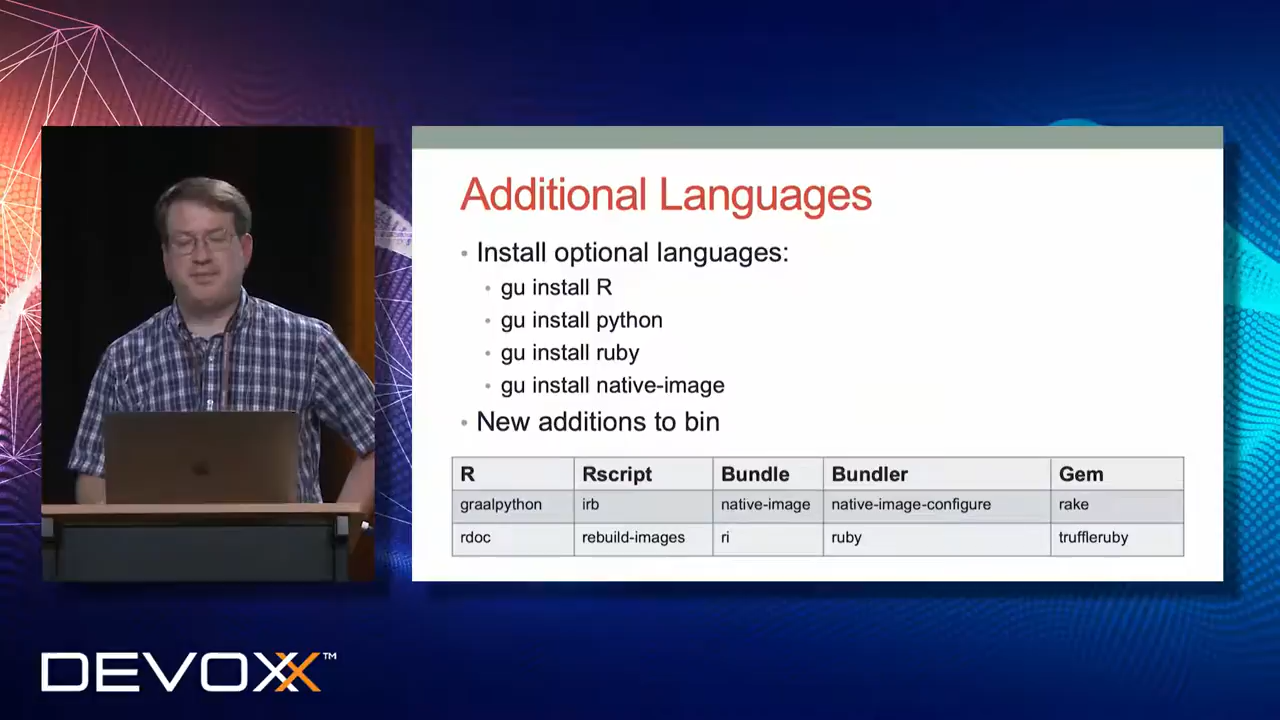 Additional Languages
• Install optional languages:
• gu install R
• gu install python
• gu install ruby
• gu install native-image
• New additions to bin
R Rscript Bundle Bundler Gem
graalpython irb native-image native-image-configure rake
rdoc rebuild-images ri ruby truffleruby
DEVOXX™